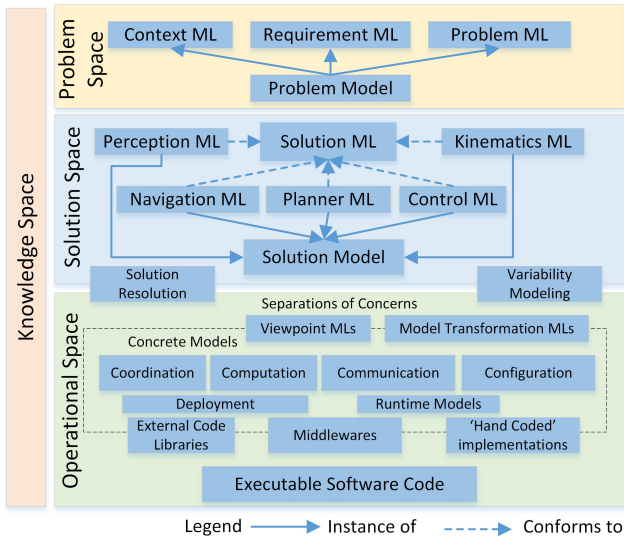 Knowledge Space
Problem
Space
Context ML
Requirement ML
Problem ML
Problem Model
Solution Space
Perception ML
Solution ML
Kinematics ML
Navigation ML
Planner ML
Control ML
Solution Model
Solution
Resolution
Variability
Modeling
Operational Space
Separations of Concerns
Viewpoint MLs
Model Transformation MLs
Concrete Models
Coordination
Computation
Communication
Configuration
Deployment
Runtime Models
External Code
Libraries
Middlewares
‘Hand Coded’
implementations
Executable Software Code
Legend
Instance of
Conforms to